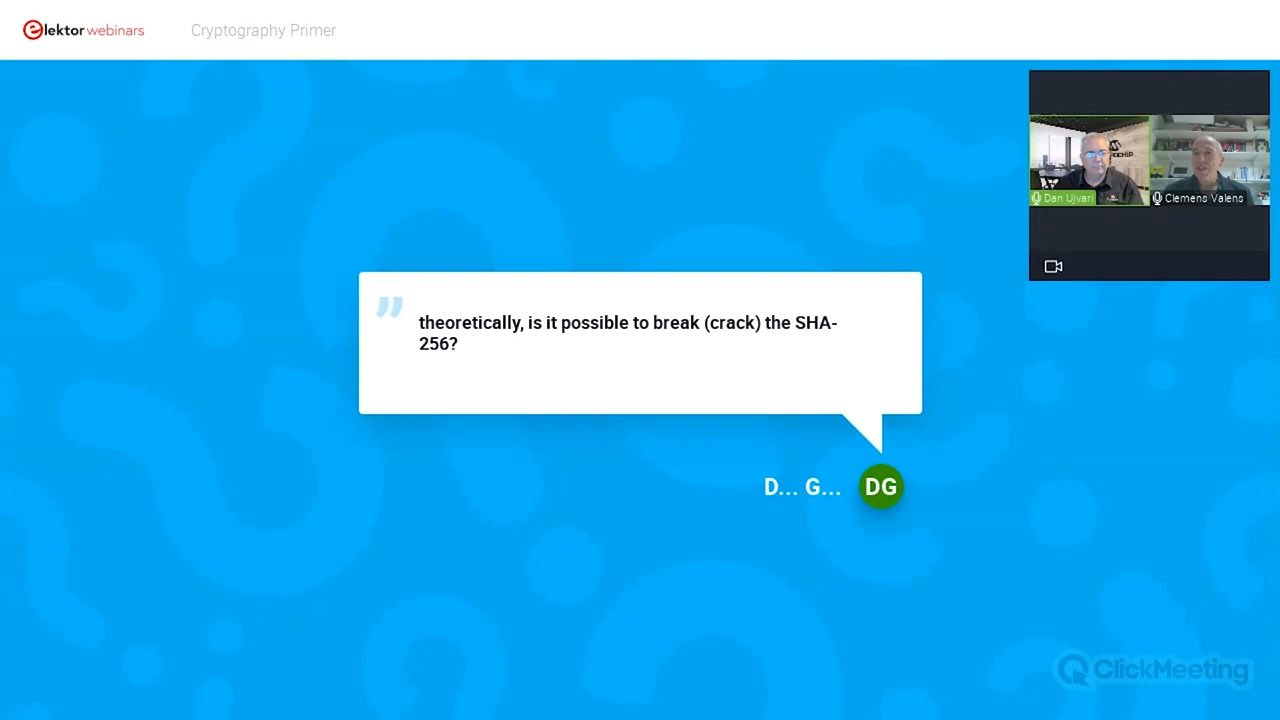 elektor webinars
Cryptography Primer
MICROCHIP
Dan Ujvari
Clemens Valens
theoretically, is it possible to break (crack) the SHA-
256?
D... G...
DG
ClickMeeting